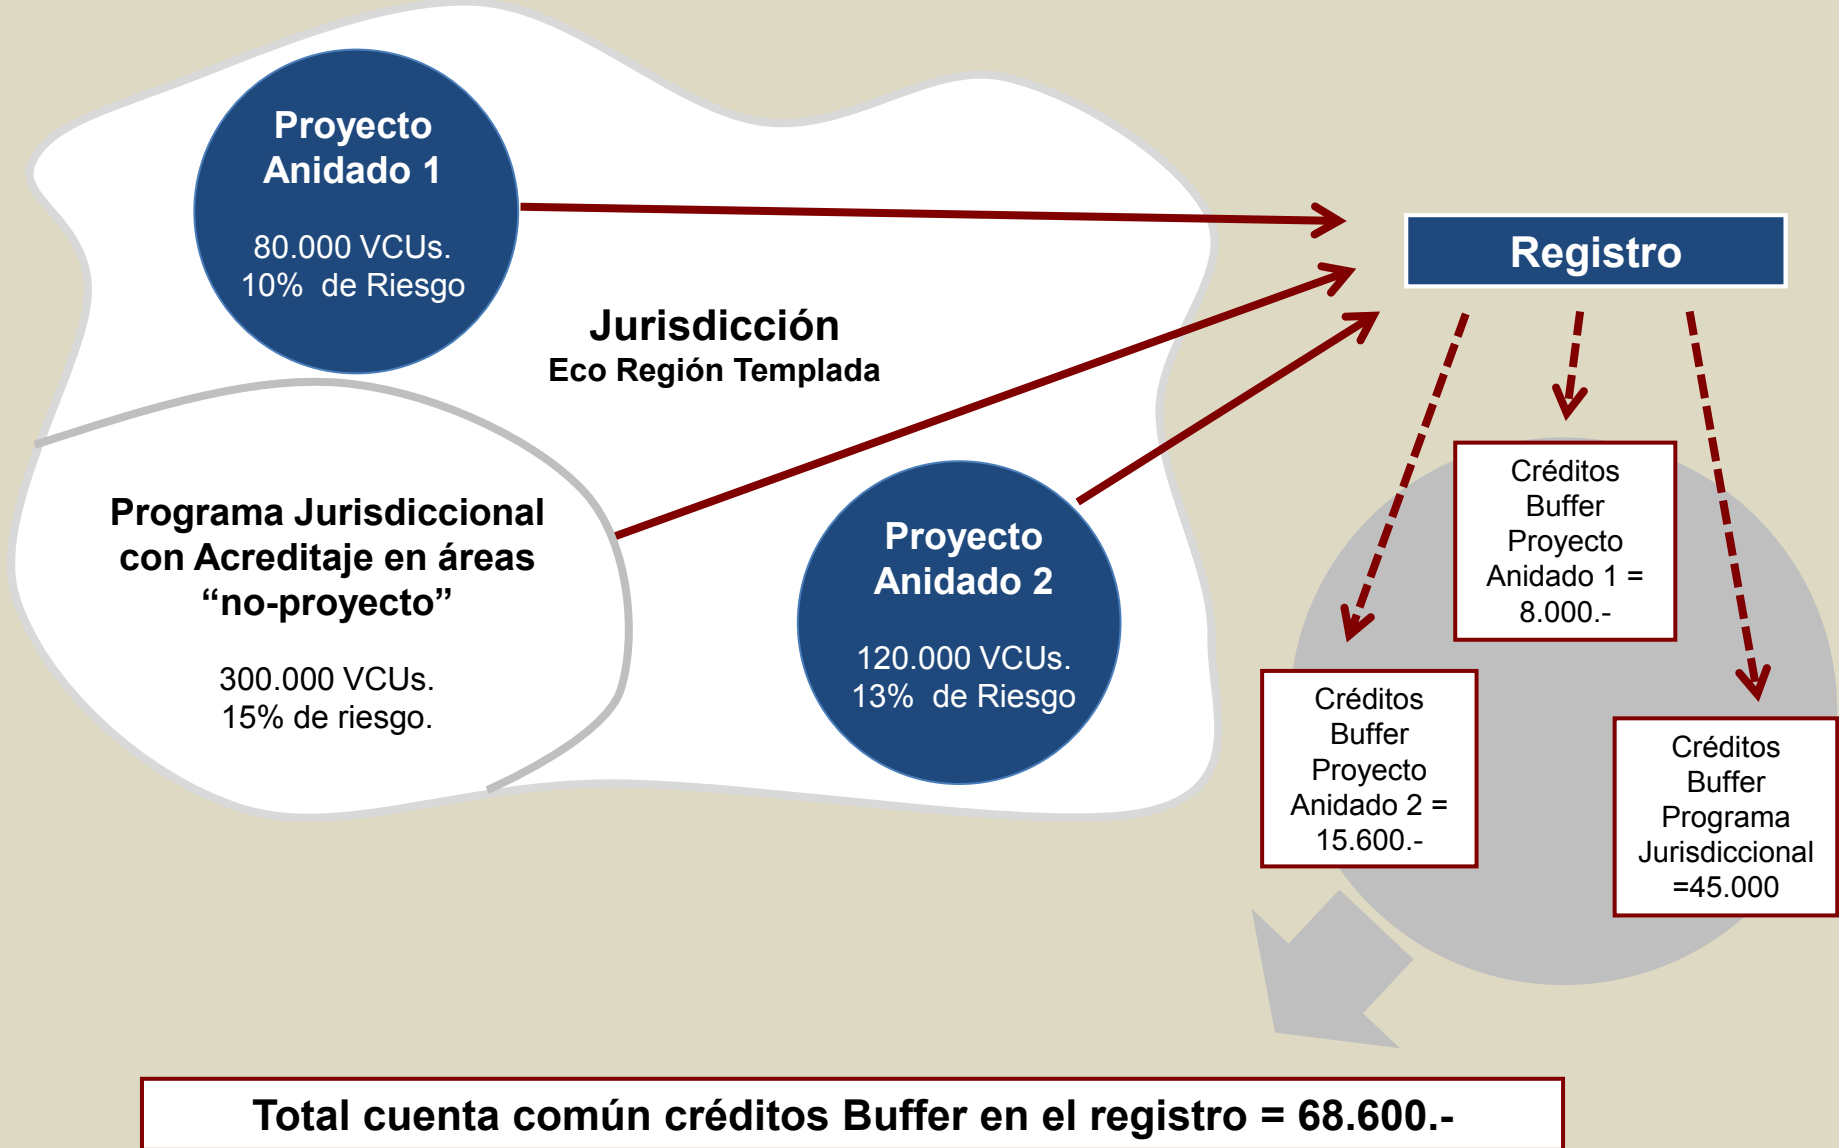 Proyecto
Anidado 1
80.000 VCUs.
10% de Riesgo
Jurisdicción
Eco Región Templada
Programa Jurisdiccional
con Acreditaje en áreas
“no-proyecto”
300.000 VCUs.
15% de riesgo.
Proyecto
Anidado 2
120.000 VCUs.
13% de Riesgo
Registro
Créditos
Buffer
Proyecto
Anidado 1 =
8.000.-
Créditos
Buffer
Proyecto
Anidado 2 =
15.600.-
Créditos
Buffer
Programa
Jurisdiccional
=45.000
Total cuenta común créditos Buffer en el registro = 68.600.-